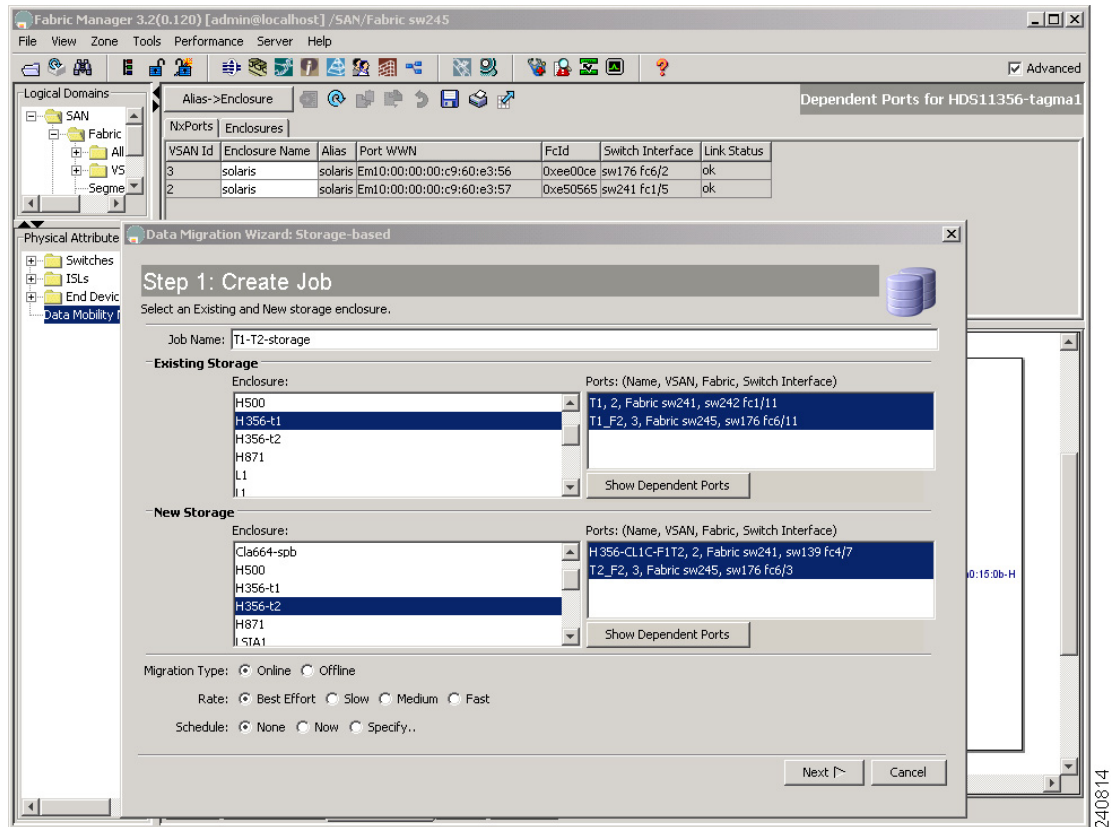 Fabric Manager 3.2(0.120) [admin@localhost] /SAN/Fabric sw245
File View Zone Tools Performance Server Help
Advanced
Logical Domains
SAN
Fabric
All
VS
Segme
Alias->Enclosure
Dependent Ports for HDS11356-tagma1
NxPorts Enclosures
VSAN Id Enclosure Name Alias Port WWN FcId Switch Interface Link Status
3 solaris solaris Em10:00:00:00:c9:60:e3:56 0xee00ce sw176 fc6/2 ok
2 solaris solaris Em10:00:00:00:c9:60:e3:57 0xe50565 sw241 fc1/5 ok
Physical Attribute
Switches
ISLs
End Devic
Data Mobility
Data Migration Wizard: Storage-based
Step 1: Create Job
Select an Existing and New storage enclosure.
Job Name: T1-T2-storage
Existing Storage
Enclosure:
H500
H356-t1
H356-t2
H871
L1
L1
Ports: (Name, VSAN, Fabric, Switch Interface)
T1, 2, Fabric sw241, sw242 fc1/11
T1_F2, 3, Fabric sw245, sw176 fc6/11
Show Dependent Ports
New Storage
Enclosure:
Cla664-spb
H500
H356-t1
H356-t2
H871
LSIA1
Ports: (Name, VSAN, Fabric, Switch Interface)
H356-CL1C-F1T2, 2, Fabric sw241, sw139 fc4/7
T2_F2, 3, Fabric sw245, sw176 fc6/3
Show Dependent Ports
Migration Type: Online Offline
Rate: Best Effort Slow Medium Fast
Schedule: None Now Specify..
Next Cancel
0:15:0b-H
240814